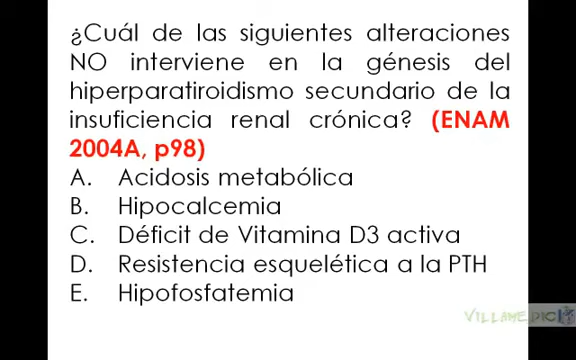 ¿Cuál de las siguientes alteraciones
NO interviene en la génesis del
hiperparatiroidismo secundario de la
insuficiencia renal crónica? (ENAM
2004A, p98)
A. Acidosis metabólica
B. Hipocalcemia
C. Déficit de Vitamina D3 activa
D. Resistencia esquelética a la PTH
E. Hipofosfatemia
VILLAMEDIC